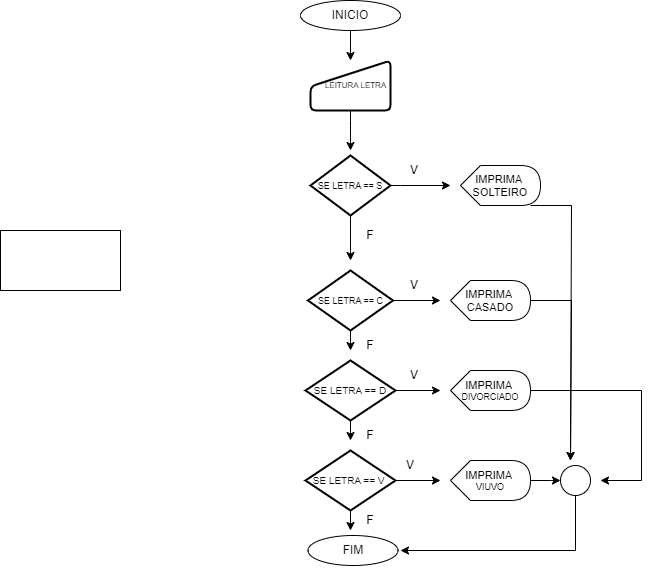 INICIO
LEITURA LETRA
V
SE LETRA == S
IMPRIMA
SOLTEIRO
F
V
SE LETRA == C
IMPRIMA
CASADO
F
V
SE LETRA == D
IMPRIMA
DIVORCIADO
F
V
SE LETRA == V
IMPRIMA
VIUVO
F
FIM